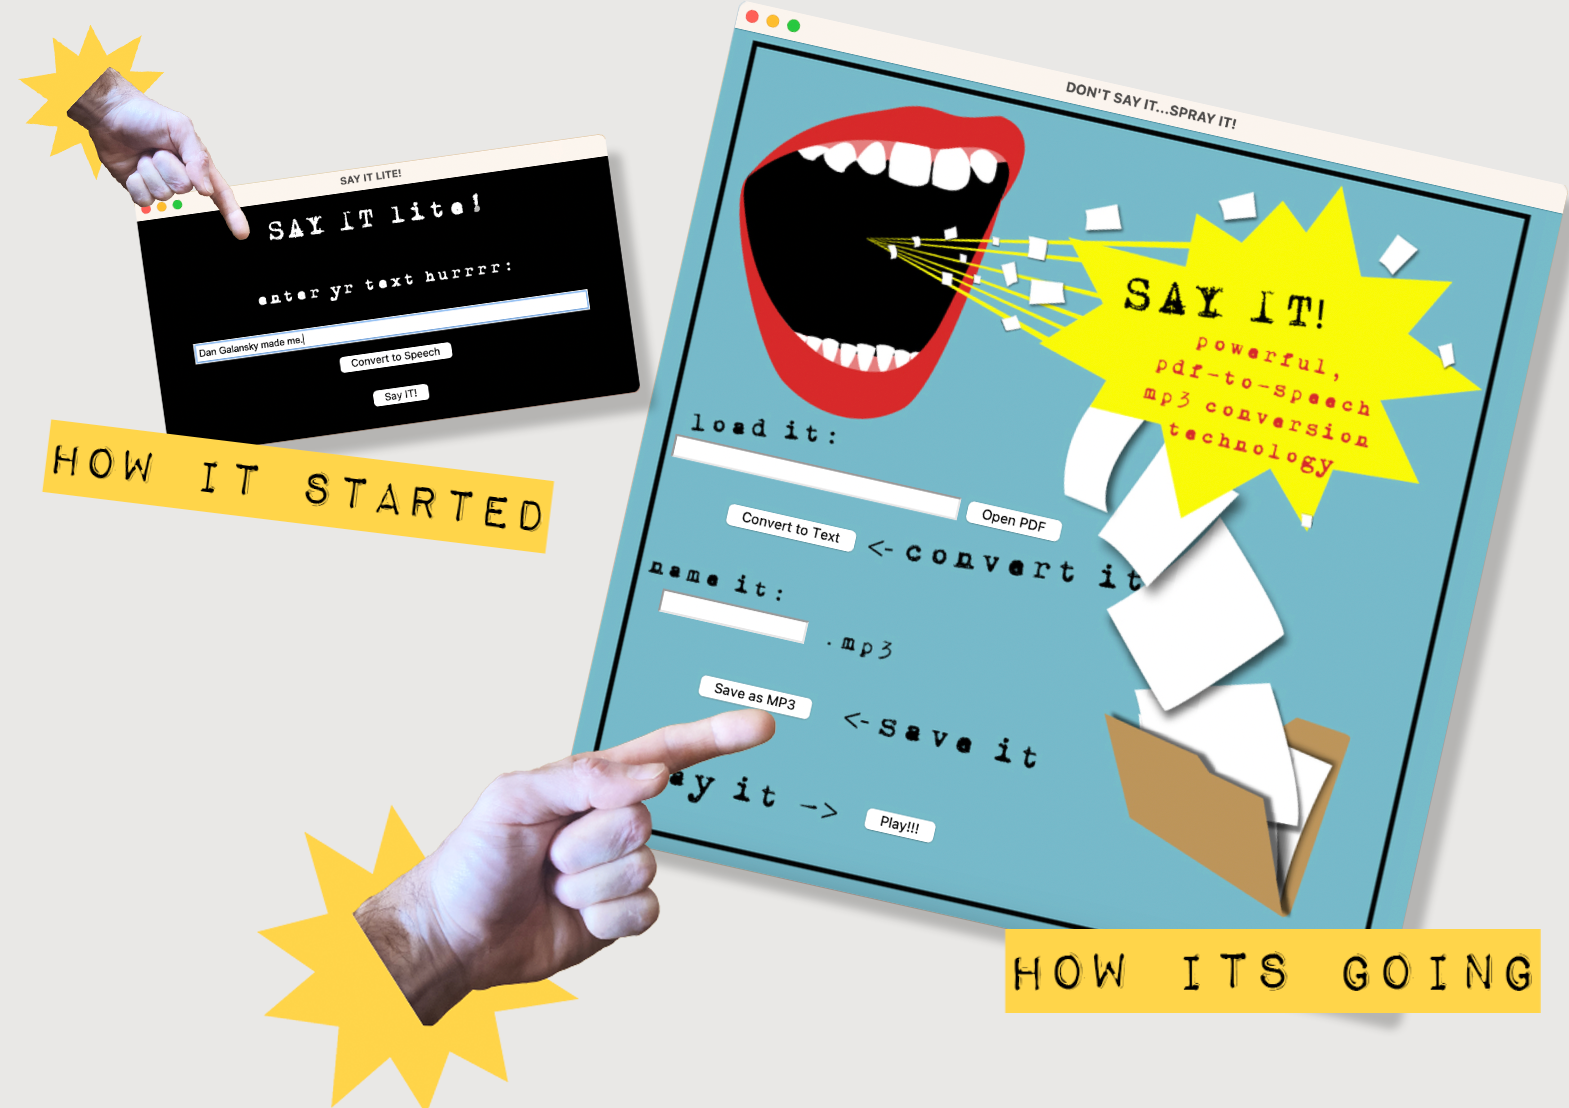 SAY IT LITE!
SAY IT lite!
enter yr text hurrrr:
Dan Galansky made me.
Convert to Speech
Say IT!
HOW IT STARTED
DON'T SAY IT...SPRAY IT!
SAY IT!
powerful,
pdf-to-speech
mp3 conversion
technology
load it:
Open PDF
Convert to Text
<- convert it
name it:
.mp3
Save as MP3
<- save it
ay it ->
Play!!!
HOW ITS GOING